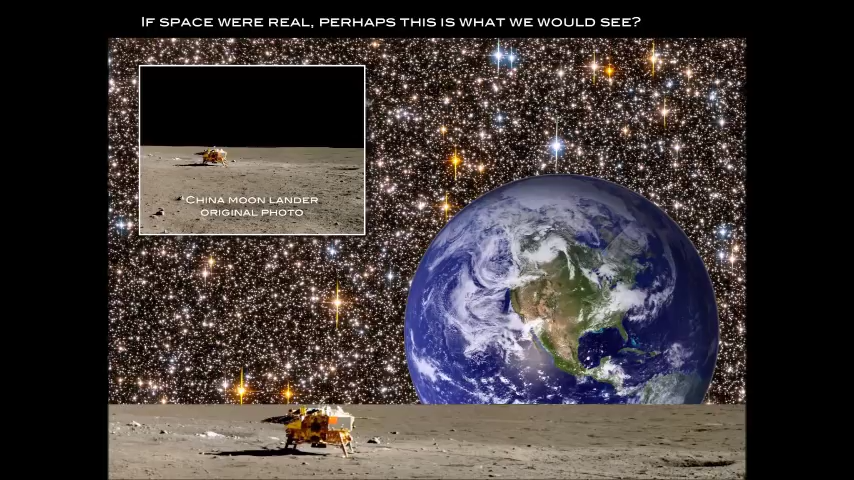 If space were real, perhaps this is what we would see?
*China moon lander
original photo